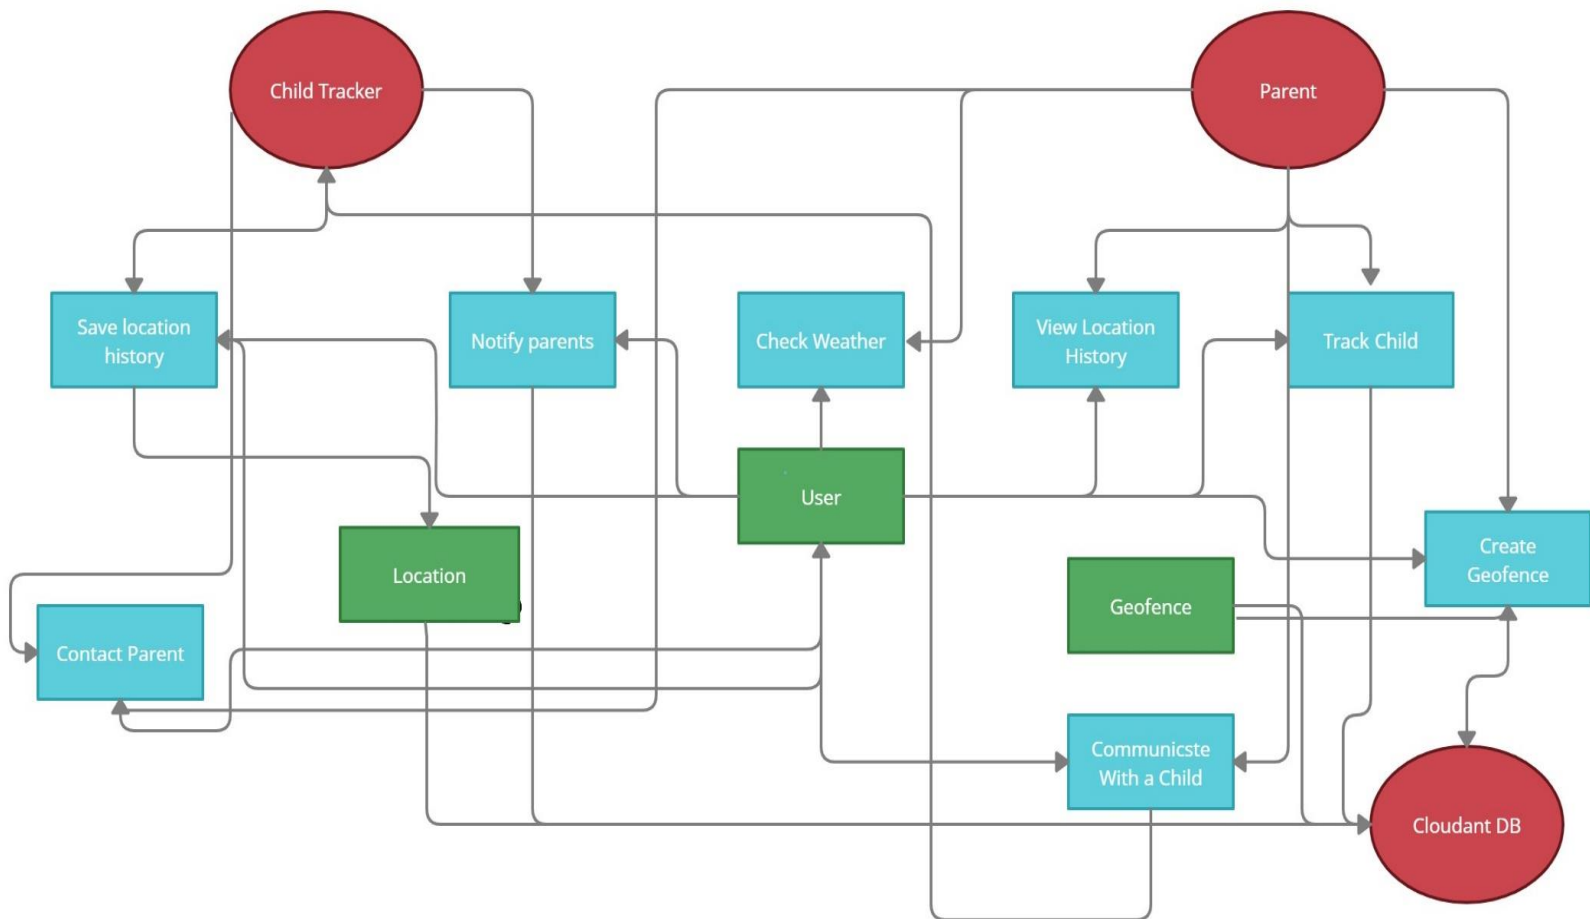 Child Tracker
Parent
Save location
history
Notify parents
Check Weather
View Location
History
Track Child
User
Create
Geofence
Location
Geofence
Contact Parent
Communicste
With a Child
Cloudant DB